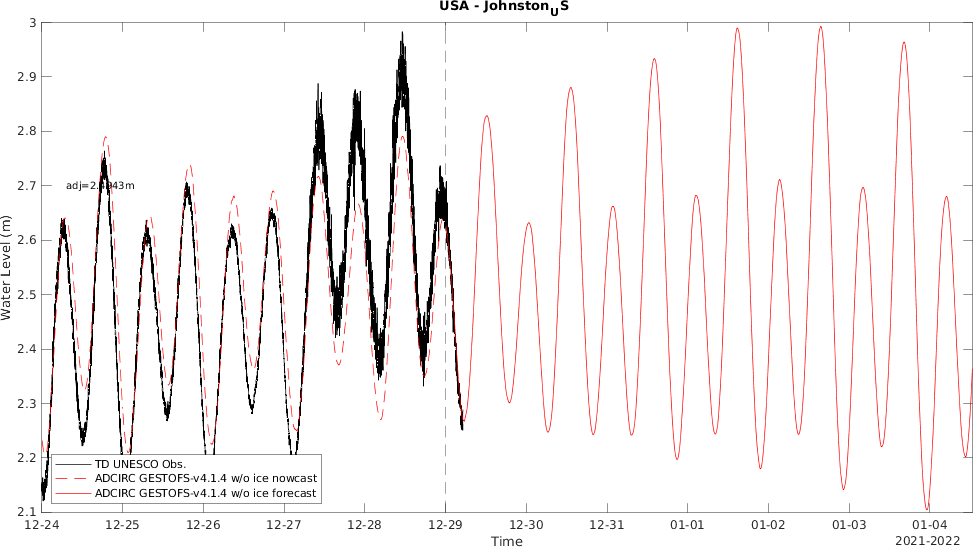 USA - JohnstonUS
3
2.9
2.8
2.7
2.6
2.5
2.4
2.3
2.2
2.1
Water Level (m)
TD UNESCO Obs.
ADCIRC GESTOFS-v4.1.4 w/o ice nowcast
ADCIRC GESTOFS-v4.1.4 w/o ice forecast
12-24 12-25 12-26 12-27 12-28 12-29 12-30 12-31 01-01 01-02 01-03 01-04
Time
2021-2022